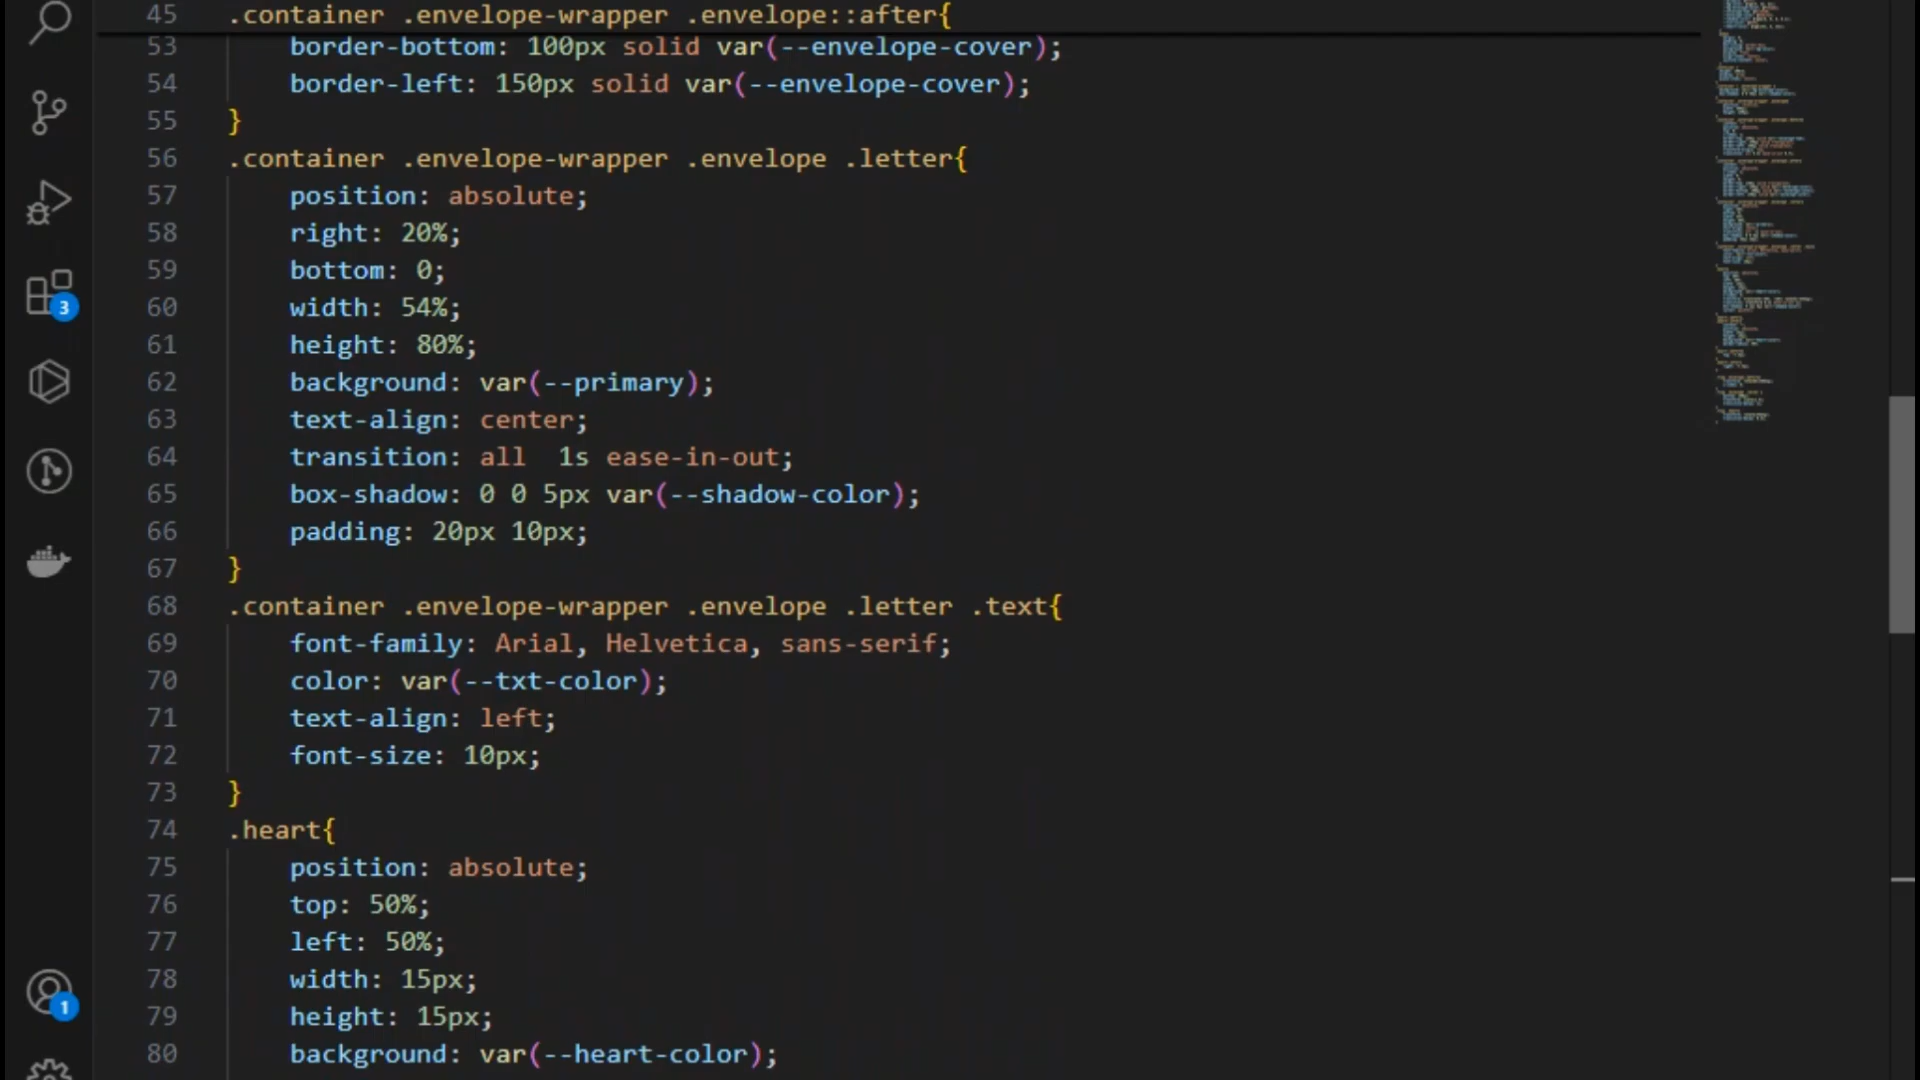 45 .container .envelope-wrapper .envelope::after{
53 border-bottom: 100px solid var(--envelope-cover);
54 border-left: 150px solid var(--envelope-cover);
55 }
56 .container .envelope-wrapper .envelope .letter{
57 position: absolute;
58 right: 20%;
59 bottom: 0;
60 width: 54%;
61 height: 80%;
62 background: var(--primary);
63 text-align: center;
64 transition: all  1s ease-in-out;
65 box-shadow: 0 0 5px var(--shadow-color);
66 padding: 20px 10px;
67 }
68 .container .envelope-wrapper .envelope .letter .text{
69 font-family: Arial, Helvetica, sans-serif;
70 color: var(--txt-color);
71 text-align: left;
72 font-size: 10px;
73 }
74 .heart{
75 position: absolute;
76 top: 50%;
77 left: 50%;
78 width: 15px;
79 height: 15px;
80 background: var(--heart-color);
3
1